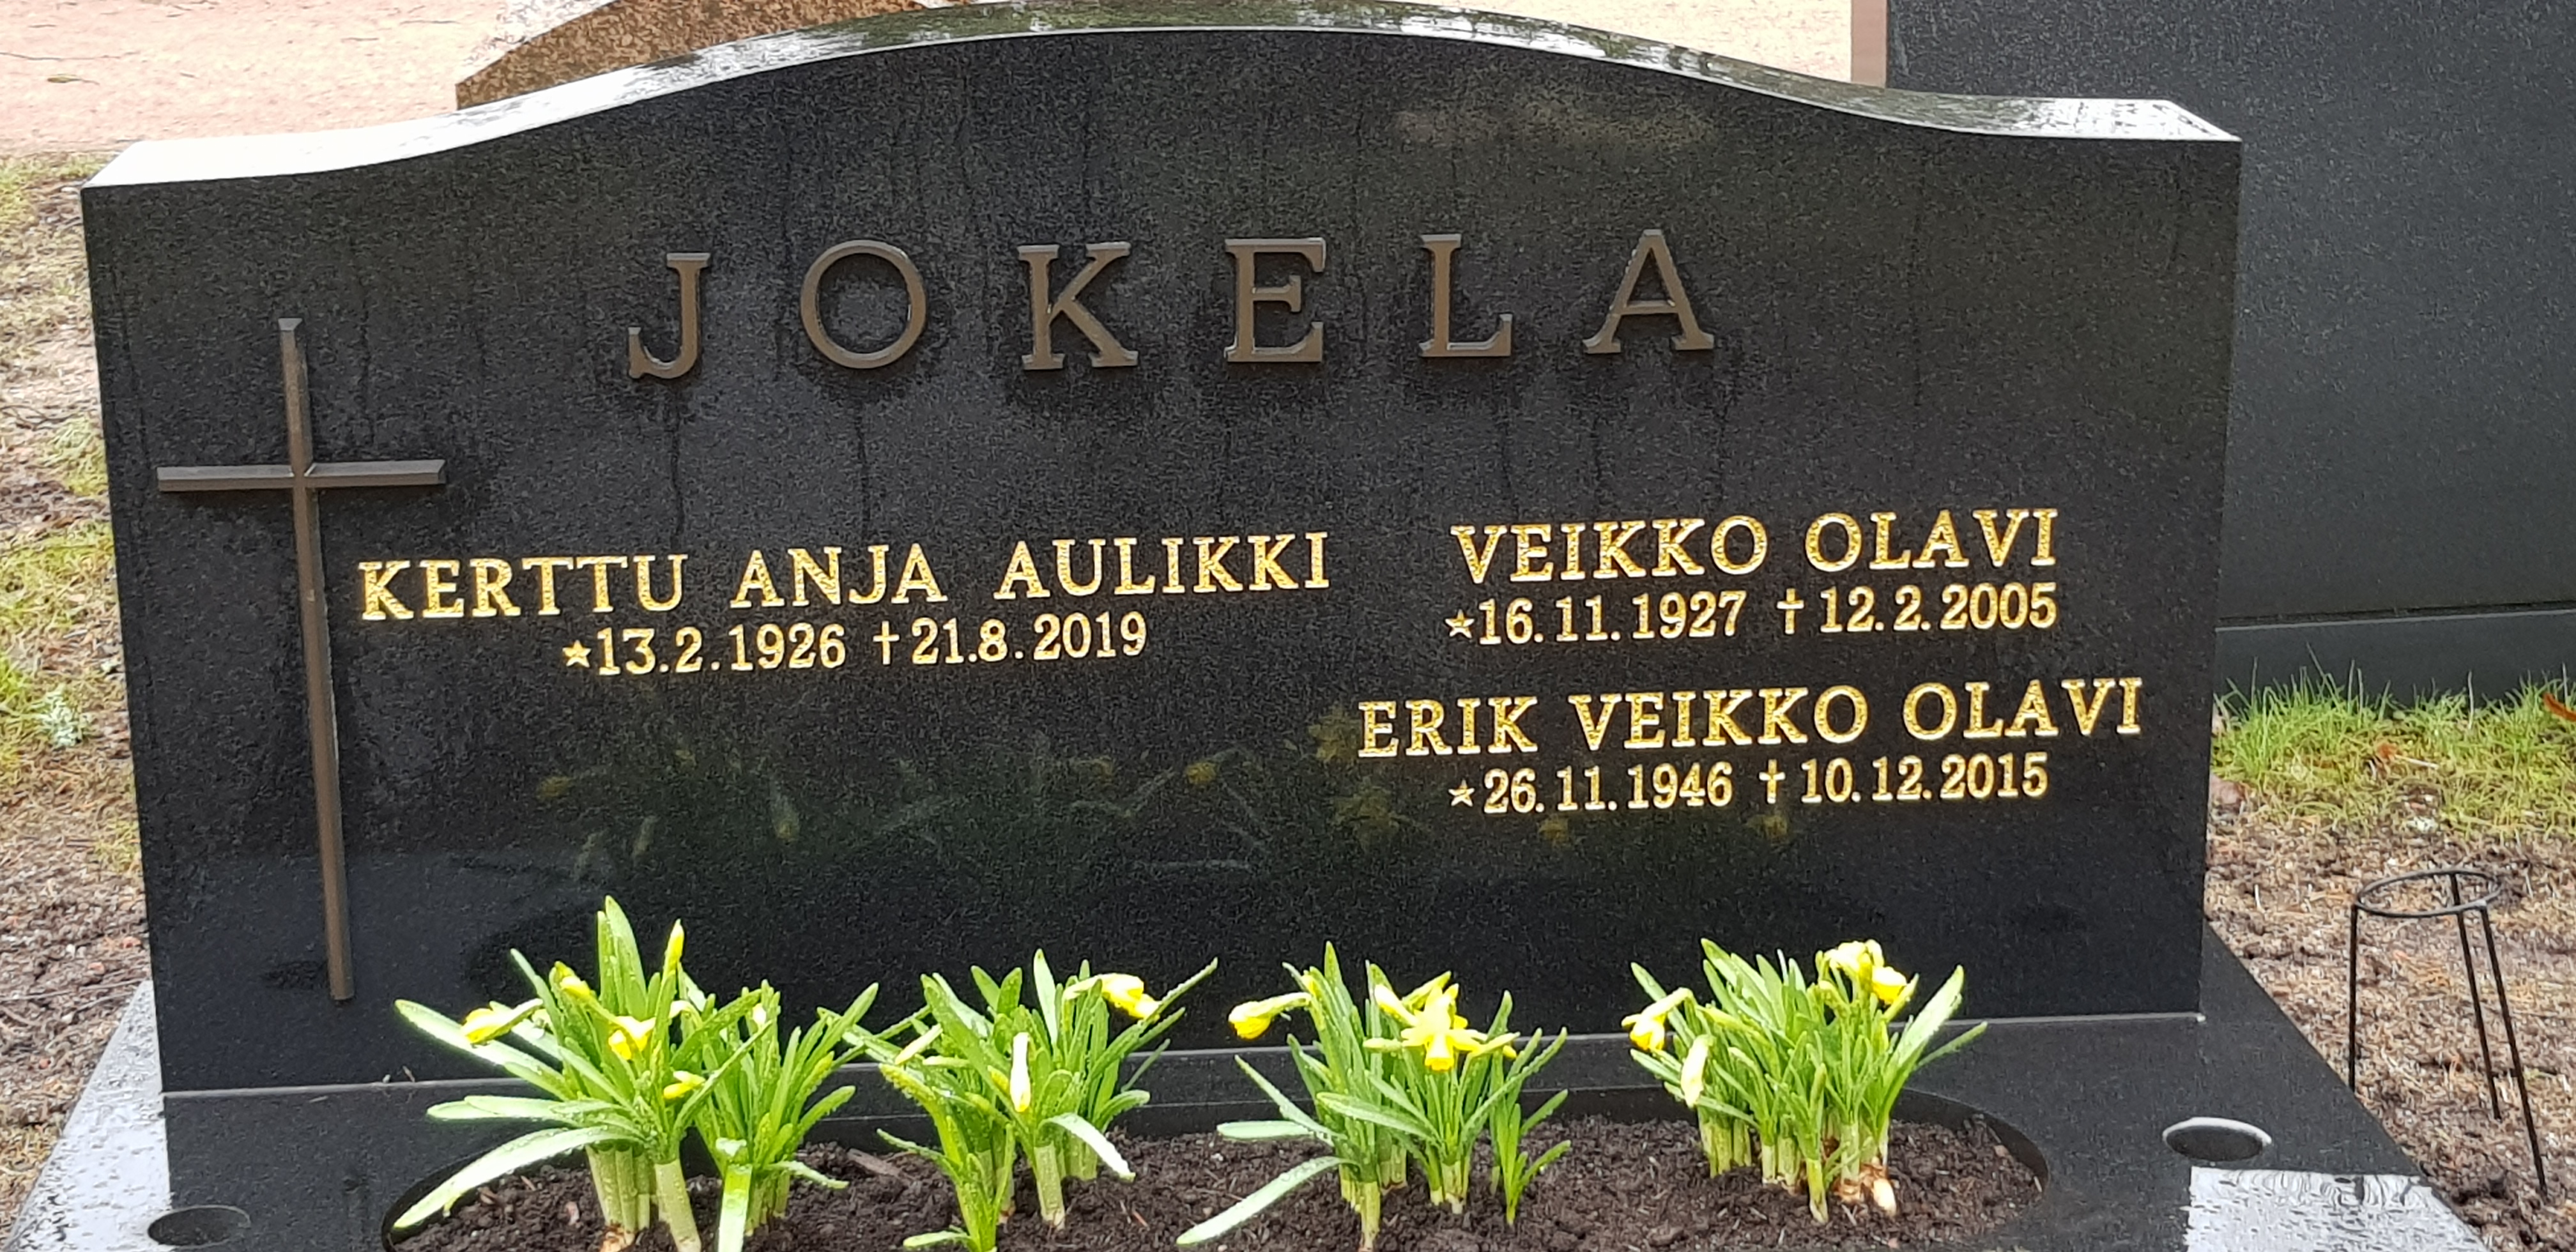 JOKELA
KERTTU ANJA AULIKKI
★13.2.1926 †21.8.2019
VEIKKO OLAVI
★16.11.1927 †12.2.2005
ERIK VEIKKO OLAVI
★26.11.1946 †10.12.2015